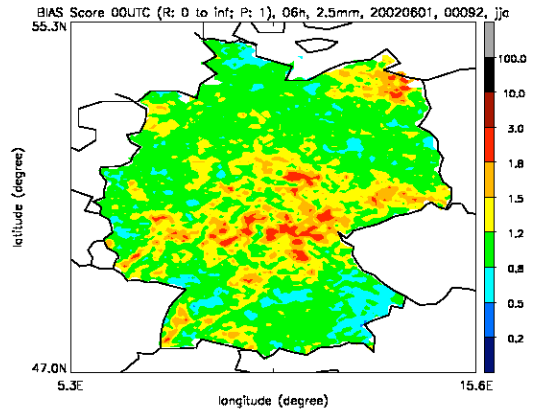 BIAS Score 00UTC (R: 0 to inf; P: 1), 06h, 2.5mm, 20020601, 00092, jja
55.3N
100.0
10.0
3.0
1.8
1.5
1.2
0.8
0.5
0.2
latitude (degree)
47.0N
5.3E
15.6E
longitude (degree)